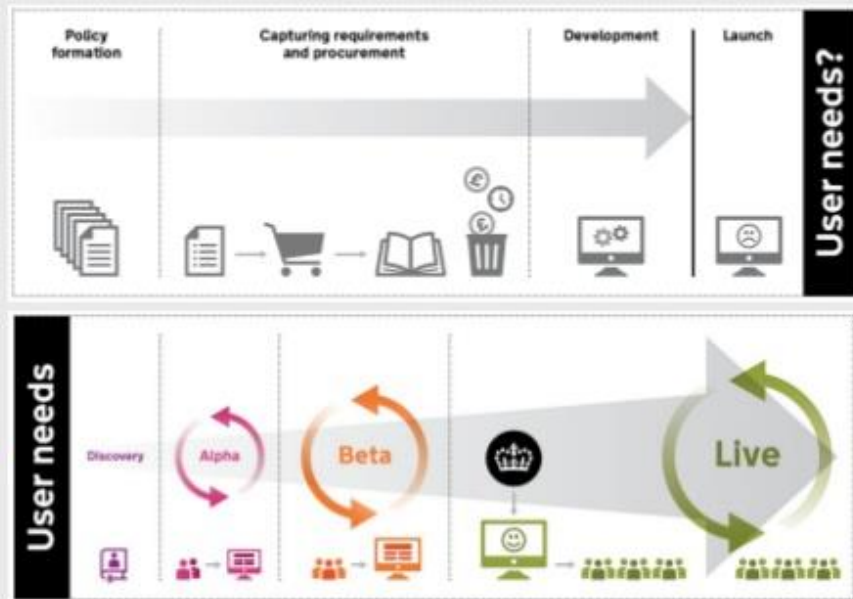 Policy
formation
Capturing requirements
and procurement
Development
Launch
User needs?
£
£
User needs
Discovery
Alpha
Beta
Live